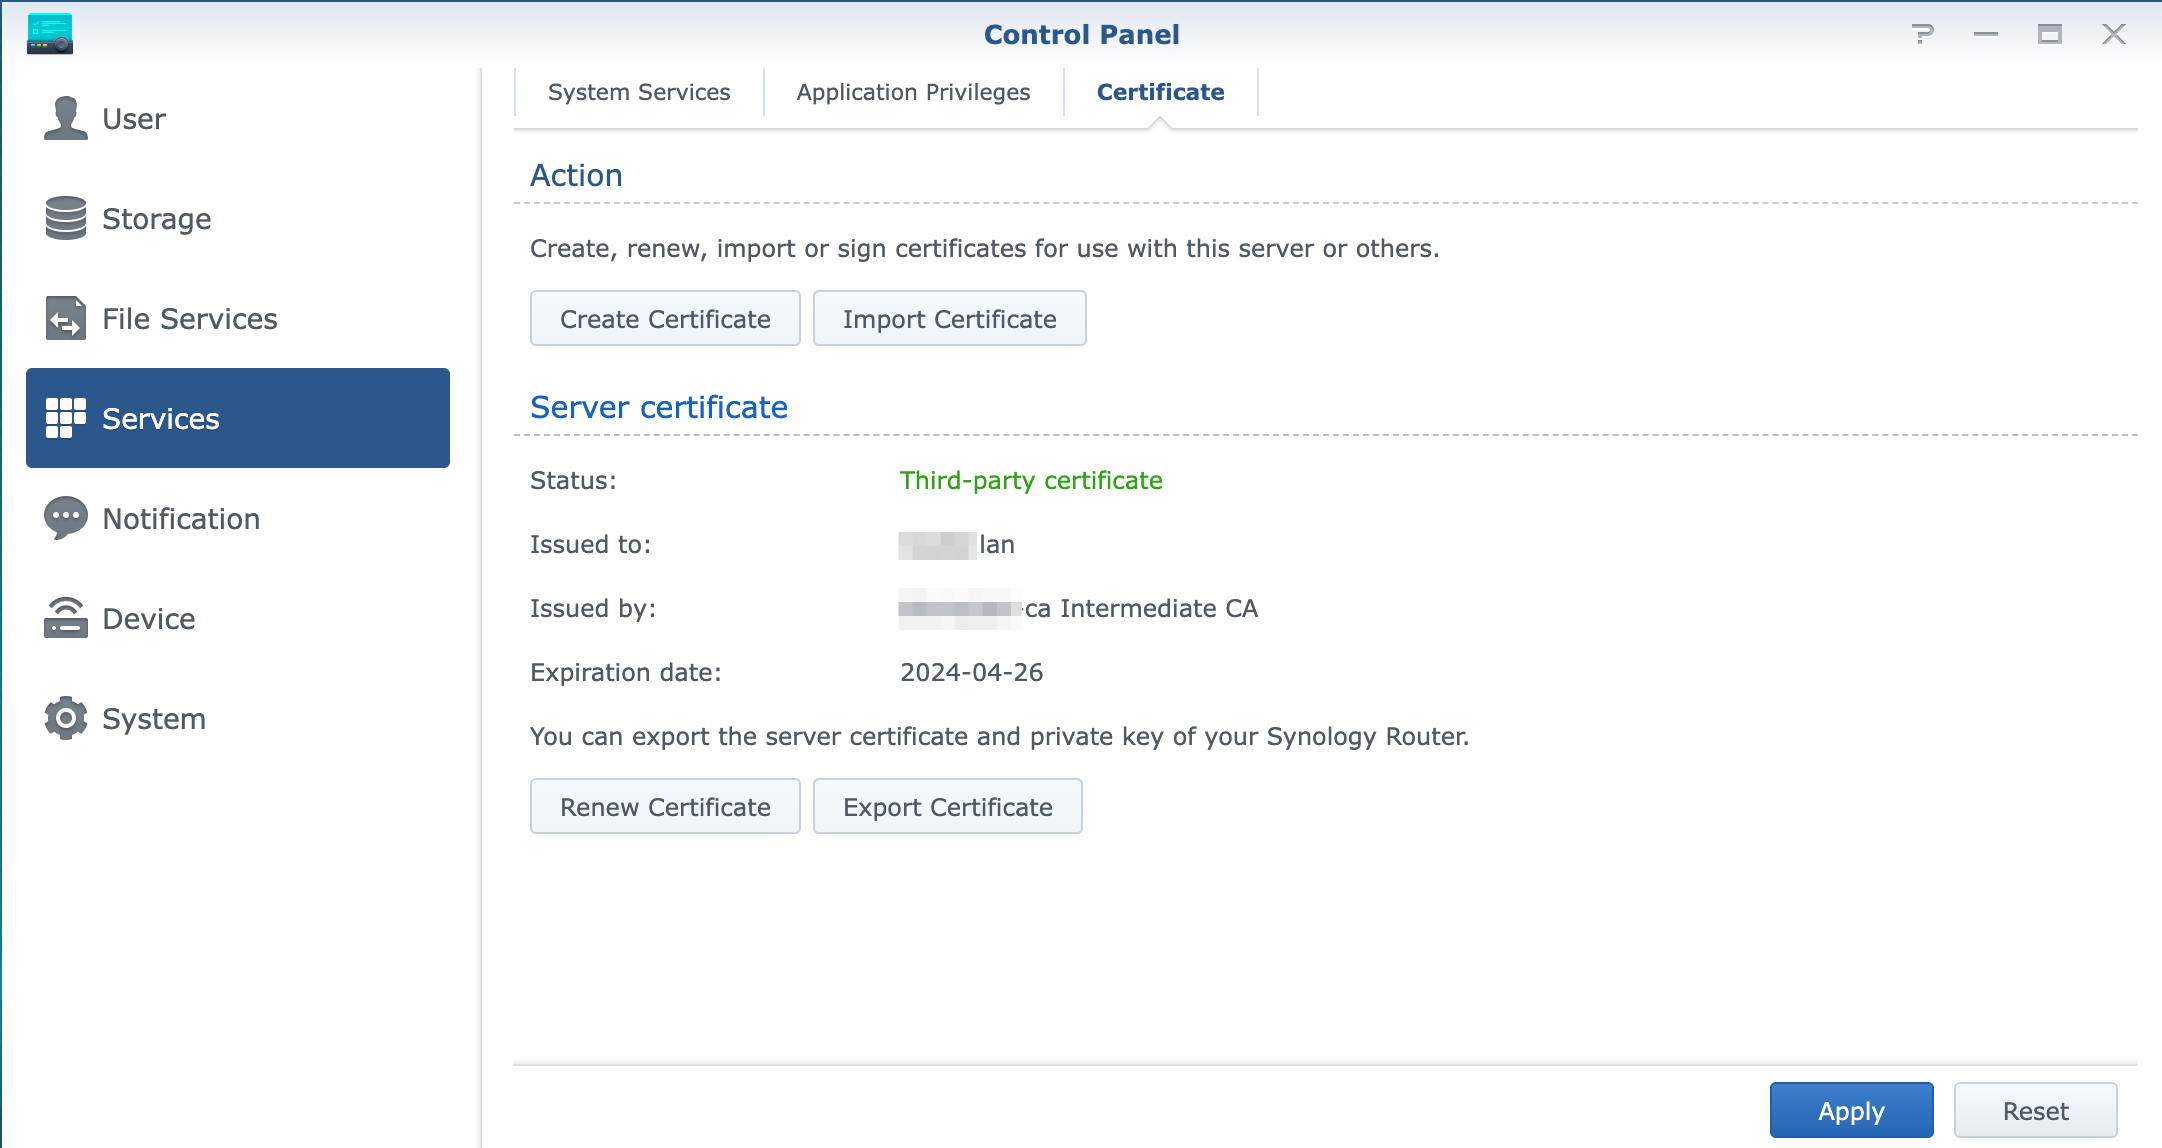 Control Panel
User
Storage
File Services
Services
Notification
Device
System
System Services
Application Privileges
Certificate
Action
Create, renew, import or sign certificates for use with this server or others.
Create Certificate
Import Certificate
Server certificate
Status: Third-party certificate
Issued to: lan
Issued by: -ca Intermediate CA
Expiration date: 2024-04-26
You can export the server certificate and private key of your Synology Router.
Renew Certificate
Export Certificate
Apply
Reset